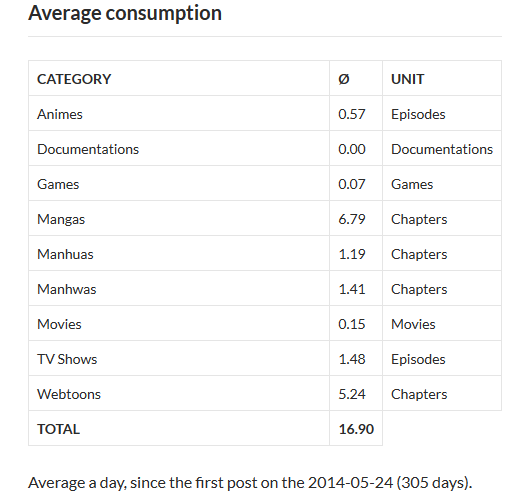 Average consumption
CATEGORY Ø UNIT
Animes 0.57 Episodes
Documentations 0.00 Documentations
Games 0.07 Games
Mangas 6.79 Chapters
Manhuas 1.19 Chapters
Manhwas 1.41 Chapters
Movies 0.15 Movies
TV Shows 1.48 Episodes
Webtoons 5.24 Chapters
TOTAL 16.90
Average a day, since the first post on the 2014-05-24 (305 days).